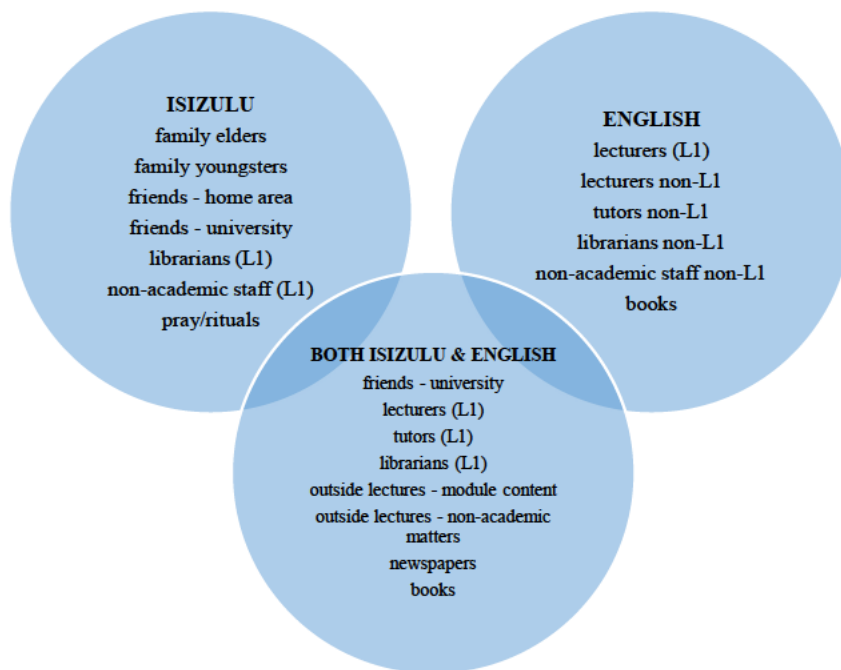 ISIZULU
family elders
family youngsters
friends - home area
friends - university
librarians (L1)
non-academic staff (L1)
pray/rituals
ENGLISH
lecturers (L1)
lecturers non-L1
tutors non-L1
librarians non-L1
non-academic staff non-L1
books
BOTH ISIZULU & ENGLISH
friends - university
lecturers (L1)
tutors (L1)
librarians (L1)
outside lectures - module content
outside lectures - non-academic
matters
newspapers
books